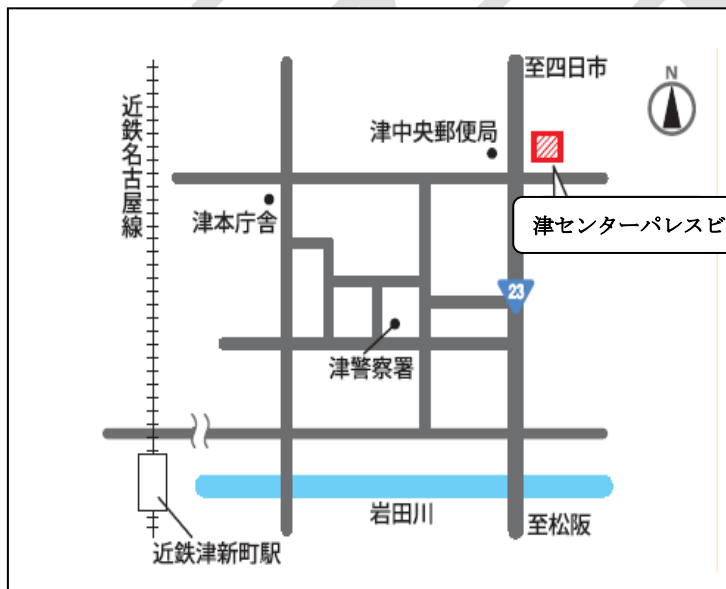 至四日市
N
近鉄名古屋線
津中央郵便局
津本庁舎
津センターパレスビ
23
津警察署
岩田川
至松阪
近鉄津新町駅